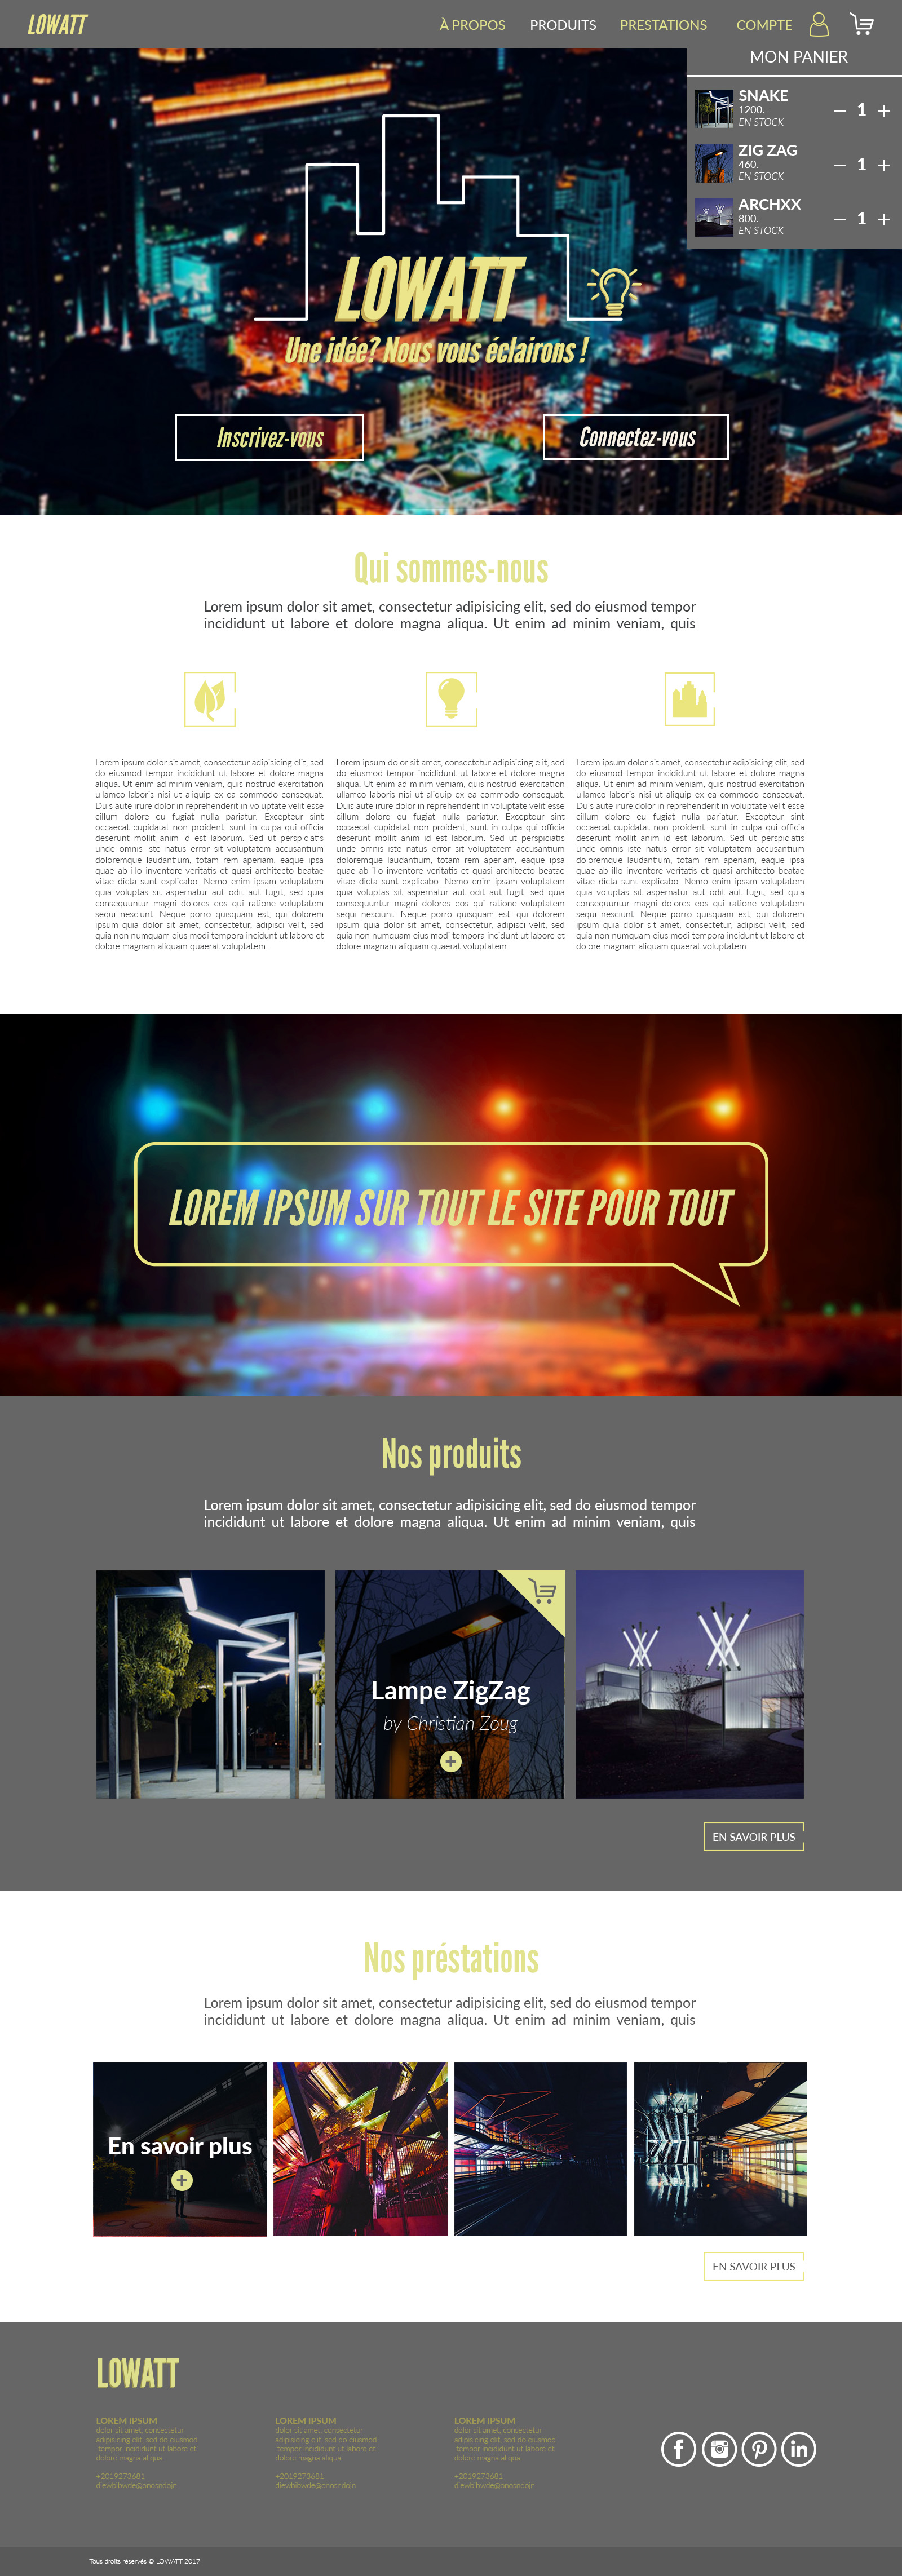 LOWATT
À PROPOS PRODUITS PRESTATIONS COMPTE
MON PANIER
SNAKE
1200.-
EN STOCK
1
ZIG ZAG
460.-
EN STOCK
1
ARCHXX
800.-
EN STOCK
1
LOWATT
Une idée? Nous vous éclairons !
Inscrivez-vous
Connectez-vous
Qui sommes-nous
Lorem ipsum dolor sit amet, consectetur adipisicing elit, sed do eiusmod tempor
incididunt ut labore et dolore magna aliqua. Ut enim ad minim veniam, quis
Lorem ipsum dolor sit amet, consectetur adipisicing elit, sed
do eiusmod tempor incididunt ut labore et dolore magna
aliqua. Ut enim ad minim veniam, quis nostrud exercitation
ullamco laboris nisi ut aliquip ex ea commodo consequat.
Duis aute irure dolor in reprehenderit in voluptate velit esse
cillum dolore eu fugiat nulla pariatur. Excepteur sint
occaecat cupidatat non proident, sunt in culpa qui officia
deserunt mollit anim id est laborum. Sed ut perspiciatis
unde omnis iste natus error sit voluptatem accusantium
doloremque laudantium, totam rem aperiam, eaque ipsa
quae ab illo inventore veritatis et quasi architecto beatae
vitae dicta sunt explicabo. Nemo enim ipsam voluptatem
quia voluptas sit aspernatur aut odit aut fugit, sed quia
consequuntur magni dolores eos qui ratione voluptatem
sequi nesciunt. Neque porro quisquam est, qui dolorem
ipsum quia dolor sit amet, consectetur, adipisci velit, sed
quia non numquam eius modi tempora incidunt ut labore et
dolore magnam aliquam quaerat voluptatem.
Lorem ipsum dolor sit amet, consectetur adipisicing elit, sed
do eiusmod tempor incididunt ut labore et dolore magna
aliqua. Ut enim ad minim veniam, quis nostrud exercitation
ullamco laboris nisi ut aliquip ex ea commodo consequat.
Duis aute irure dolor in reprehenderit in voluptate velit esse
cillum dolore eu fugiat nulla pariatur. Excepteur sint
occaecat cupidatat non proident, sunt in culpa qui officia
deserunt mollit anim id est laborum. Sed ut perspiciatis
unde omnis iste natus error sit voluptatem accusantium
doloremque laudantium, totam rem aperiam, eaque ipsa
quae ab illo inventore veritatis et quasi architecto beatae
vitae dicta sunt explicabo. Nemo enim ipsam voluptatem
quia voluptas sit aspernatur aut odit aut fugit, sed quia
consequuntur magni dolores eos qui ratione voluptatem
sequi nesciunt. Neque porro quisquam est, qui dolorem
ipsum quia dolor sit amet, consectetur, adipisci velit, sed
quia non numquam eius modi tempora incidunt ut labore et
dolore magnam aliquam quaerat voluptatem.
Lorem ipsum dolor sit amet, consectetur adipisicing elit, sed
do eiusmod tempor incididunt ut labore et dolore magna
aliqua. Ut enim ad minim veniam, quis nostrud exercitation
ullamco laboris nisi ut aliquip ex ea commodo consequat.
Duis aute irure dolor in reprehenderit in voluptate velit esse
cillum dolore eu fugiat nulla pariatur. Excepteur sint
occaecat cupidatat non proident, sunt in culpa qui officia
deserunt mollit anim id est laborum. Sed ut perspiciatis
unde omnis iste natus error sit voluptatem accusantium
doloremque laudantium, totam rem aperiam, eaque ipsa
quae ab illo inventore veritatis et quasi architecto beatae
vitae dicta sunt explicabo. Nemo enim ipsam voluptatem
quia voluptas sit aspernatur aut odit aut fugit, sed quia
consequuntur magni dolores eos qui ratione voluptatem
sequi nesciunt. Neque porro quisquam est, qui dolorem
ipsum quia dolor sit amet, consectetur, adipisci velit, sed
quia non numquam eius modi tempora incidunt ut labore et
dolore magnam aliquam quaerat voluptatem.
LOREM IPSUM SUR TOUT LE SITE POUR TOUT
Nos produits
Lorem ipsum dolor sit amet, consectetur adipisicing elit, sed do eiusmod tempor
incididunt ut labore et dolore magna aliqua. Ut enim ad minim veniam, quis
Lampe ZigZag
by Christian Zoug
EN SAVOIR PLUS
Nos préstations
Lorem ipsum dolor sit amet, consectetur adipisicing elit, sed do eiusmod tempor
incididunt ut labore et dolore magna aliqua. Ut enim ad minim veniam, quis
En savoir plus
EN SAVOIR PLUS
LOWATT
LOREM IPSUM
dolor sit amet, consectetur
adipisicing elit, sed do eiusmod
tempor incididunt ut labore et
dolore magna aliqua.
+2019273681
diewbibwde@onosndojn
LOREM IPSUM
dolor sit amet, consectetur
adipisicing elit, sed do eiusmod
tempor incididunt ut labore et
dolore magna aliqua.
+2019273681
diewbibwde@onosndojn
LOREM IPSUM
dolor sit amet, consectetur
adipisicing elit, sed do eiusmod
tempor incididunt ut labore et
dolore magna aliqua.
+2019273681
diewbibwde@onosndojn
Tous droits réservés © LOWATT 2017